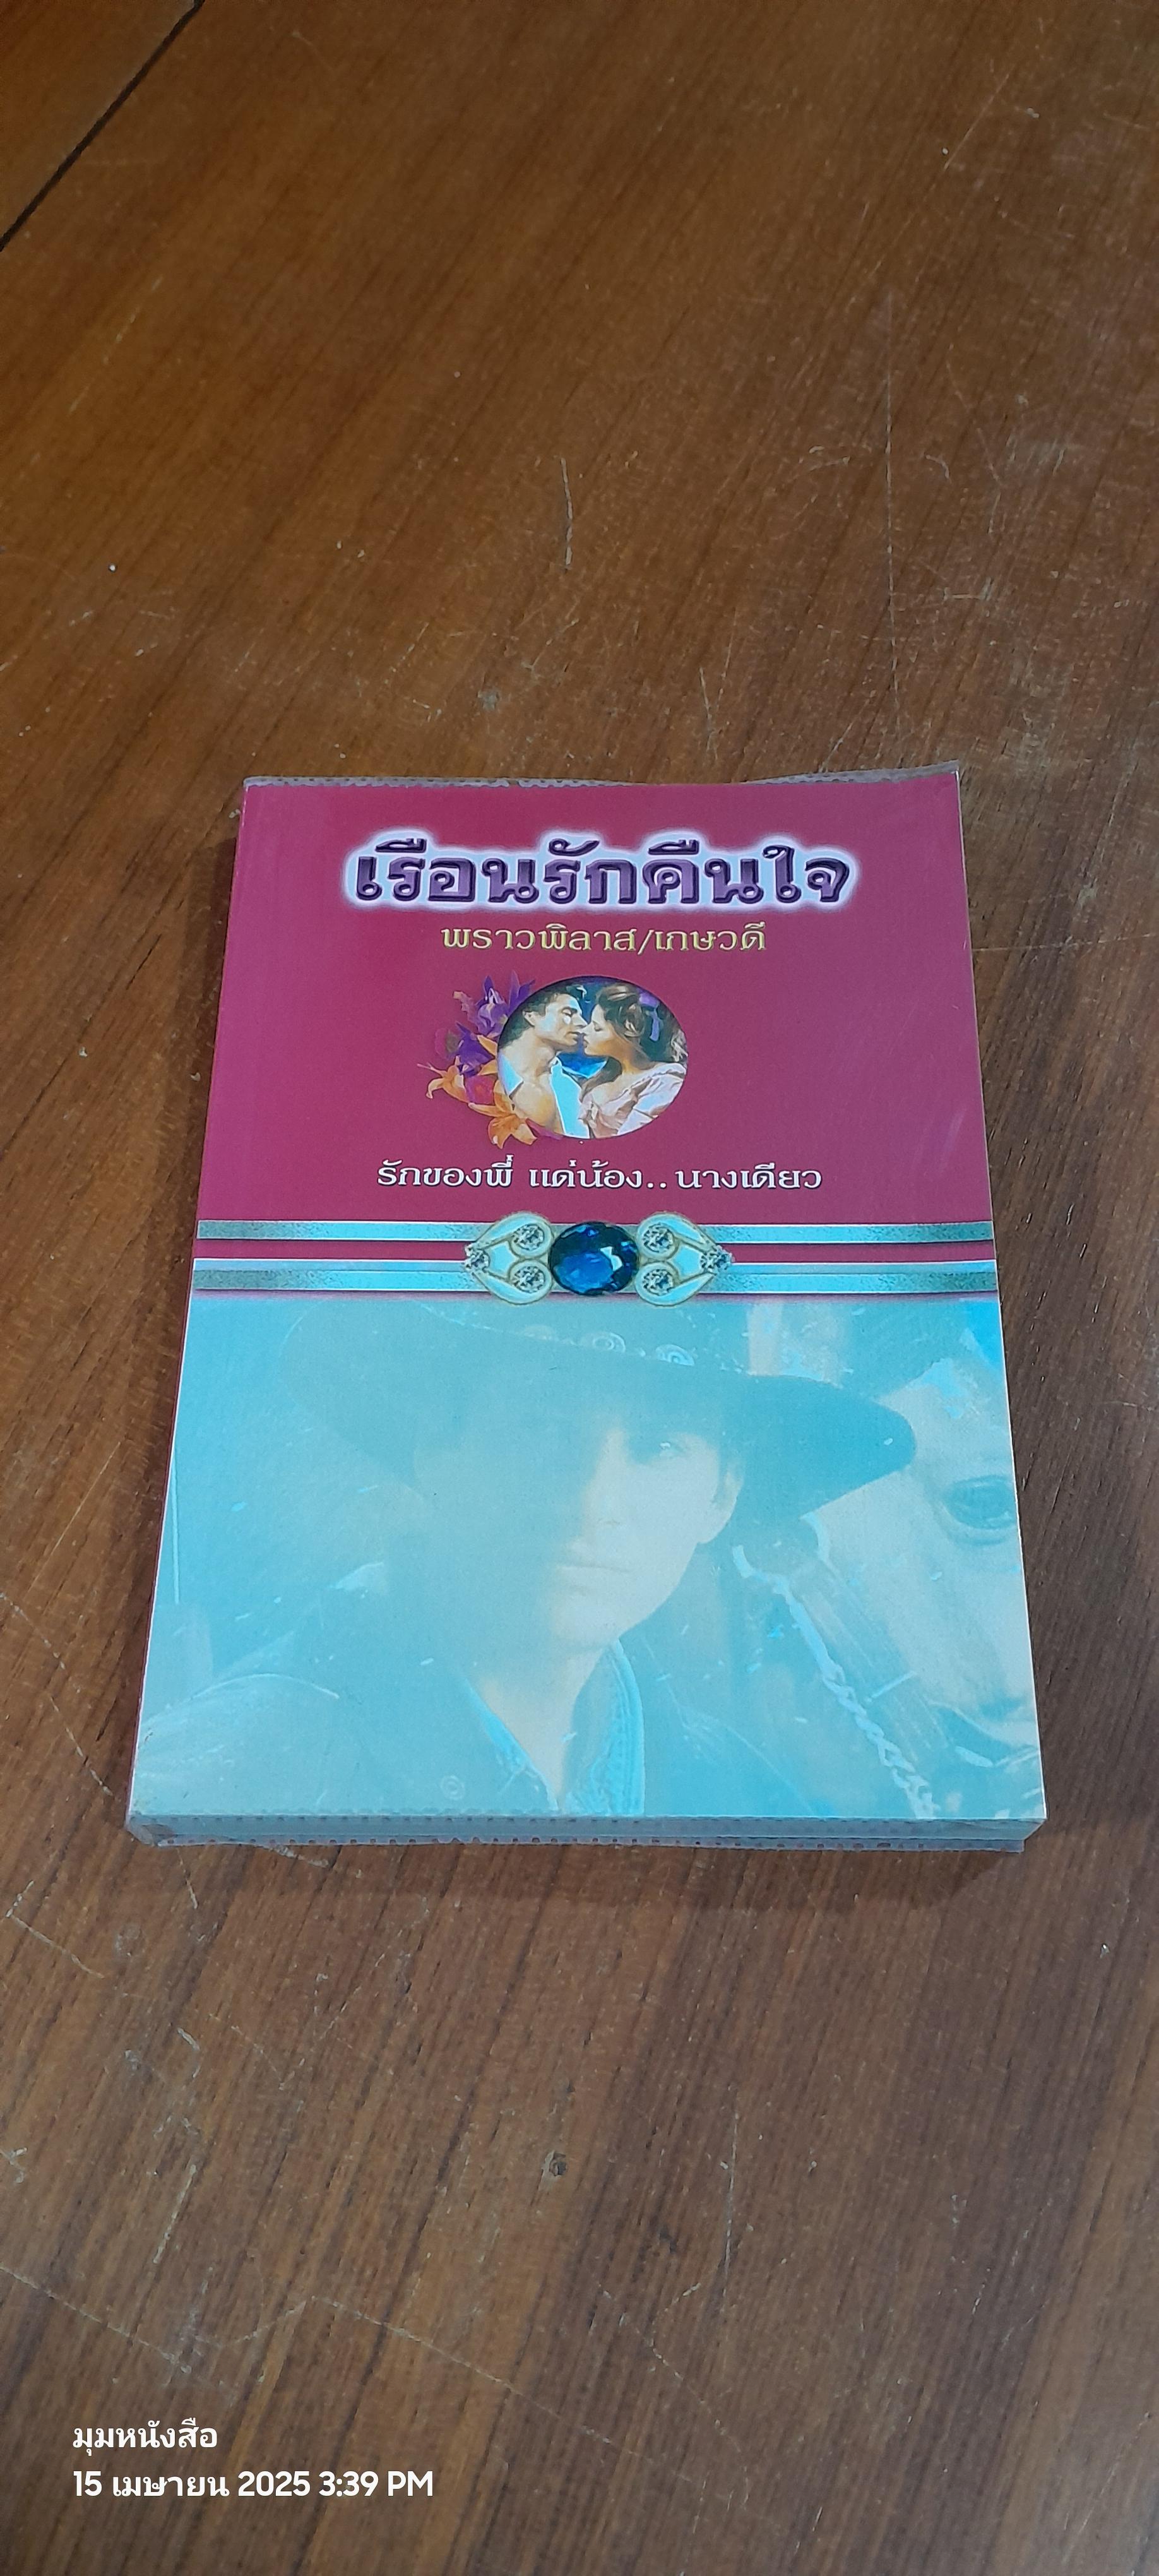 เรือนรักคืนใจ
พราวพิลาส/เกษวดี
รักของพี่ แด่น้อง.. นางเดียว
มุมหนังสือ
15 เมษายน 2025 3:39 PM